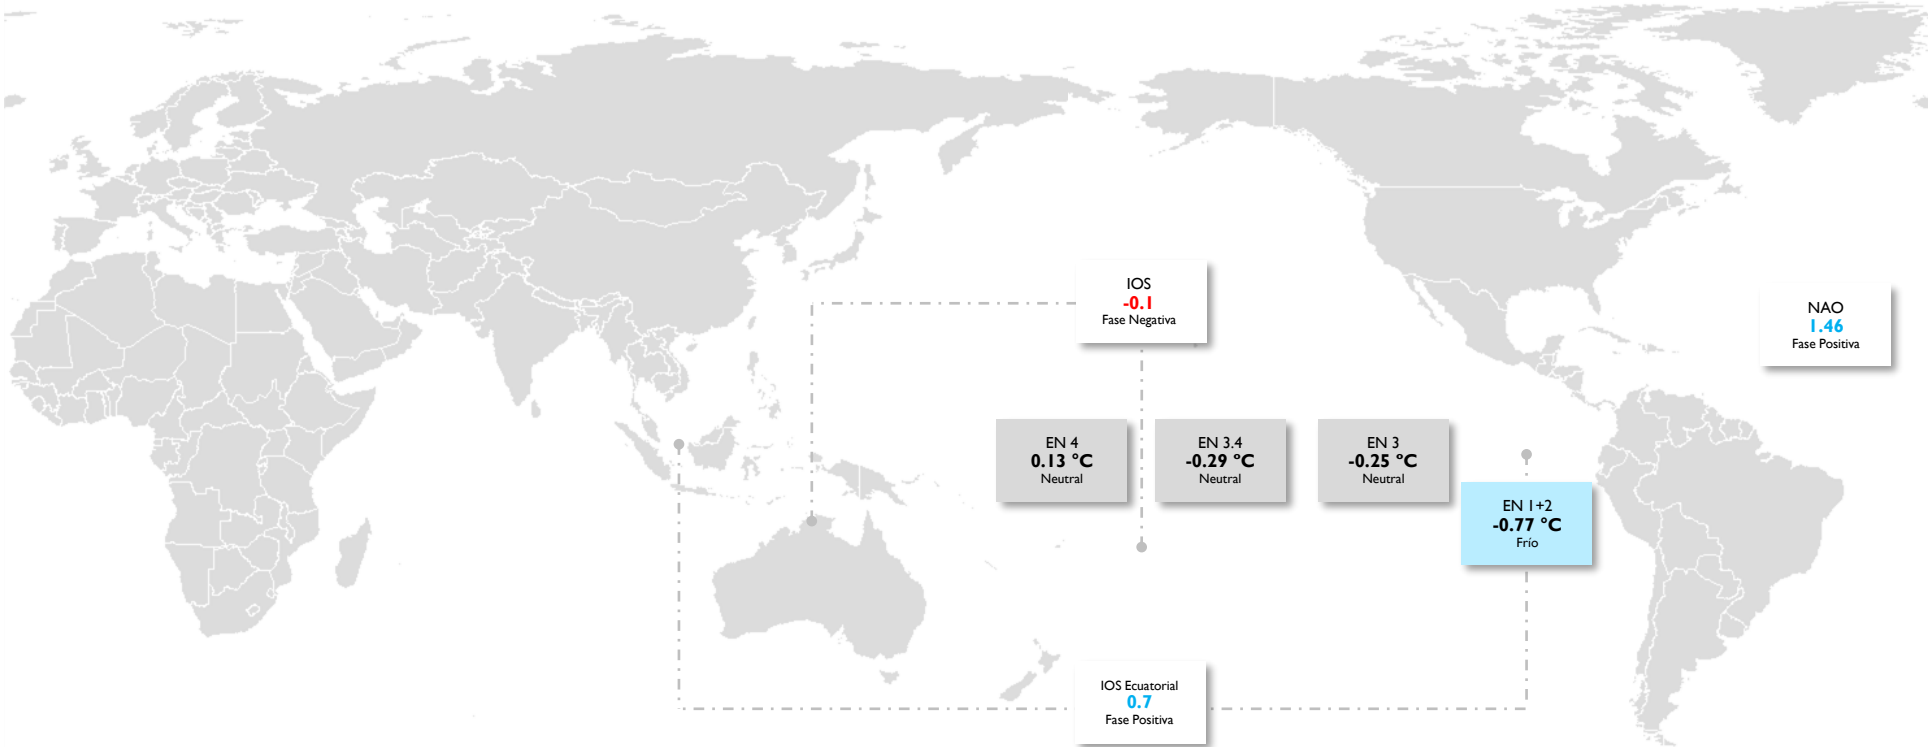 IOS
-0.1
Fase Negativa
NAO
1.46
Fase Positiva
EN 4
0.13 °C
Neutral
EN 3.4
-0.29 °C
Neutral
EN 3
-0.25 °C
Neutral
EN 1+2
-0.77 °C
Frío
IOS Ecuatorial
0.7
Fase Positiva